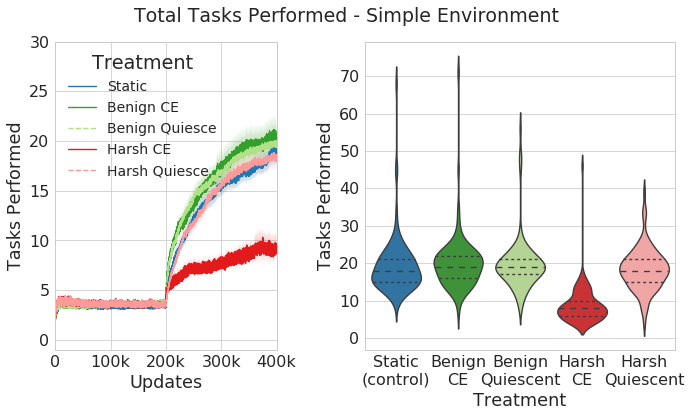 Total Tasks Performed - Simple Environment
Tasks Performed
30
25
20
15
10
5
0
Treatment
Static
Benign CE
Benign Quiesce
Harsh CE
Harsh Quiesce
0 100k 200k 300k 400k
Updates
Tasks Performed
70
60
50
40
30
20
10
0
Static Benign Benign Harsh Harsh
(control) CE Quiescent CE Quiescent
Treatment